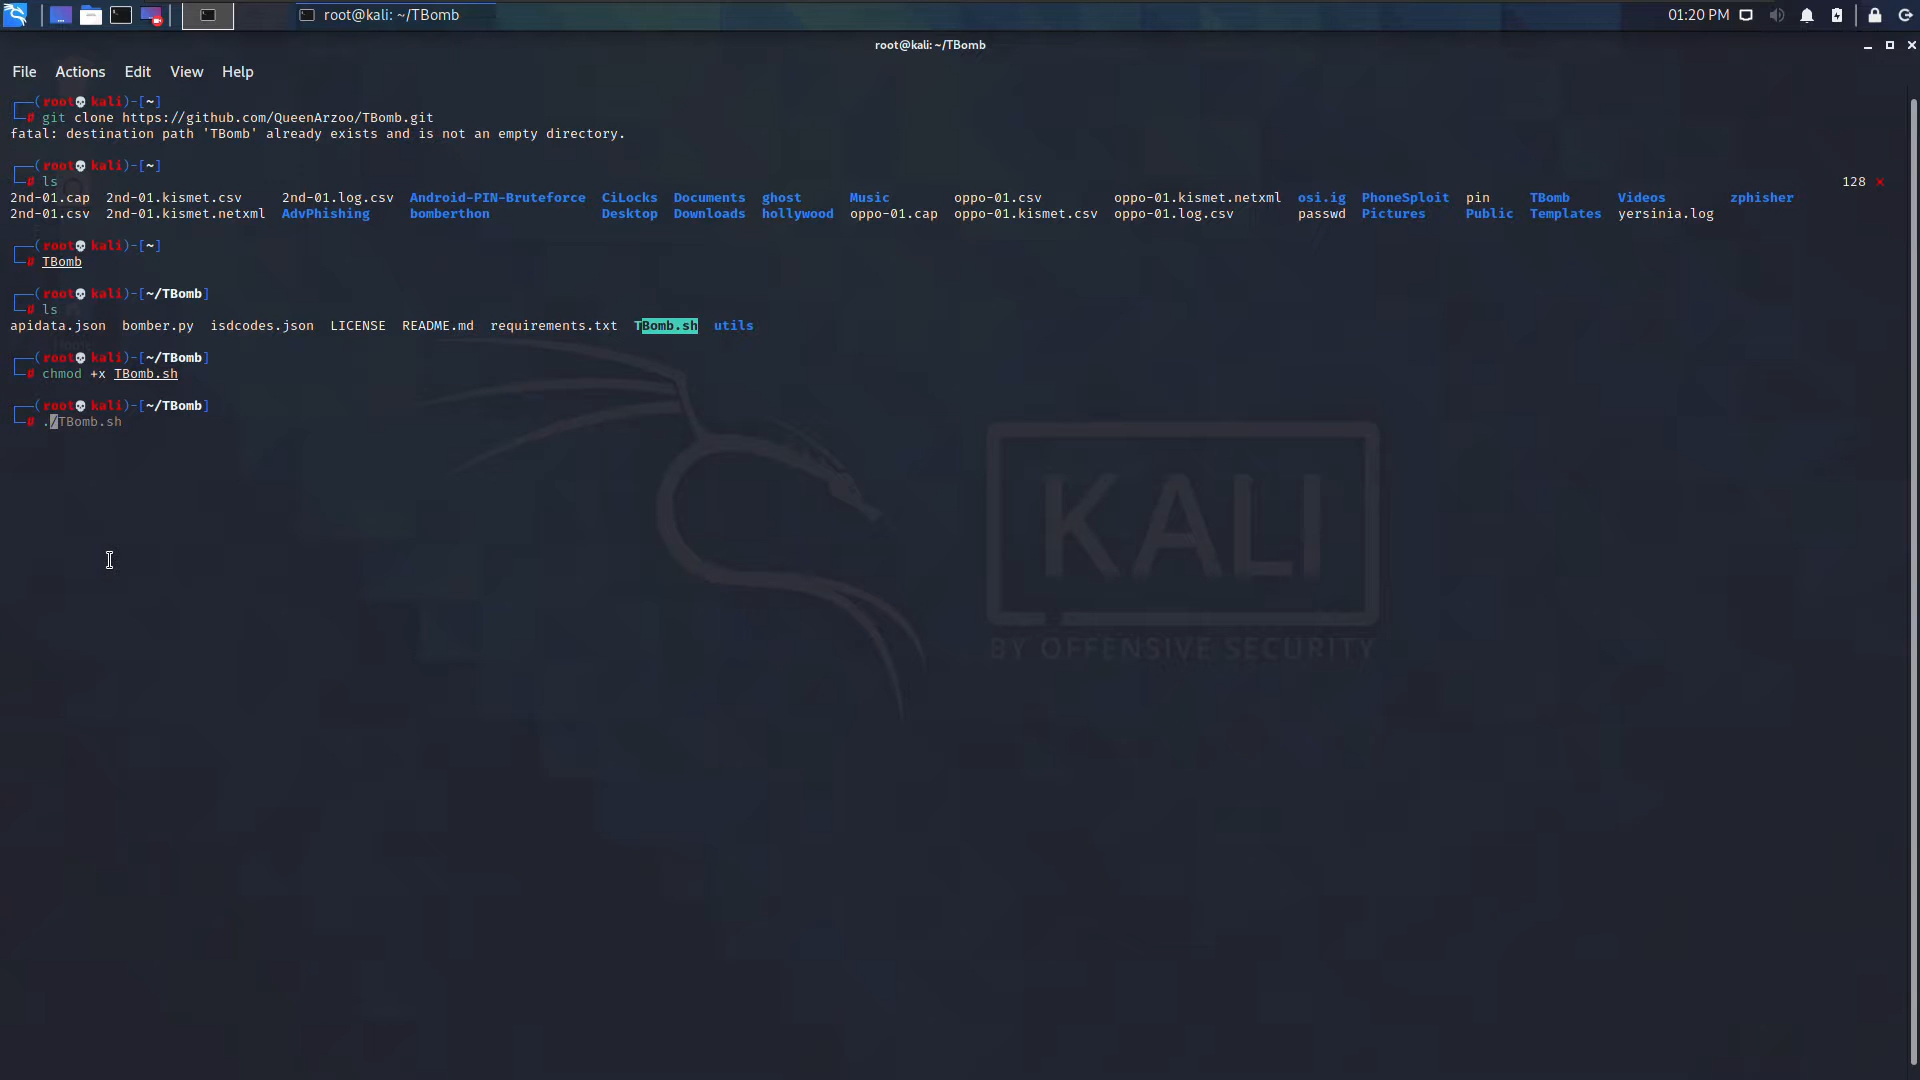 root@kali: ~/TBomb
01:20 PM
root@kali: ~/TBomb
File Actions Edit View Help
┌──(root💀kali)-[~]
└─# git clone https://github.com/QueenArzoo/TBomb.git
fatal: destination path 'TBomb' already exists and is not an empty directory.
┌──(root💀kali)-[~]
└─# ls
128 ⨯
2nd-01.cap 2nd-01.kismet.csv 2nd-01.log.csv Android-PIN-Bruteforce CiLocks Documents ghost Music oppo-01.csv oppo-01.kismet.netxml osi.ig PhoneSploit pin TBomb Videos zphisher
2nd-01.csv 2nd-01.kismet.netxml AdvPhishing bomberthon Desktop Downloads hollywood oppo-01.cap oppo-01.kismet.csv oppo-01.log.csv passwd Pictures Public Templates yersinia.log
┌──(root💀kali)-[~]
└─# TBomb
┌──(root💀kali)-[~/TBomb]
└─# ls
apidata.json bomber.py isdcodes.json LICENSE README.md requirements.txt TBomb.sh utils
┌──(root💀kali)-[~/TBomb]
└─# chmod +x TBomb.sh
┌──(root💀kali)-[~/TBomb]
└─# ./TBomb.sh
KALI
BY OFFENSIVE SECURITY